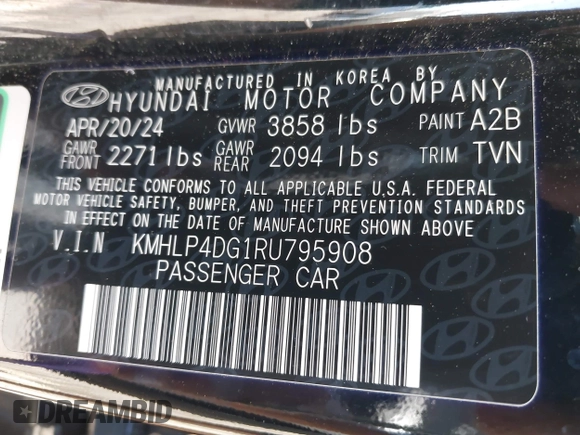 MANUFACTURED IN KOREA BY
HYUNDAI MOTOR COMPANY
APR/20/24 GVWR 3858 lbs PAINT A2B
GAWR FRONT 2271 lbs GAWR REAR 2094 lbs TRIM TVN
THIS VEHICLE CONFORMS TO ALL APPLICABLE U.S.A. FEDERAL
MOTOR VEHICLE SAFETY, BUMPER, AND THEFT PREVENTION STANDARDS
IN EFFECT ON THE DATE OF MANUFACTURE SHOWN ABOVE
V.I.N KMHLP4DG1RU795908
PASSENGER CAR
DREAMBID